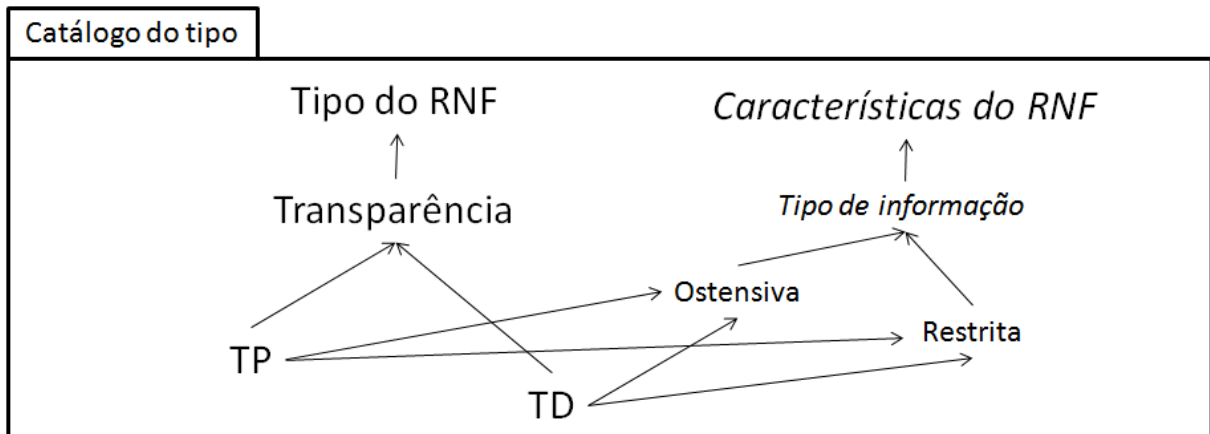 Catálogo do tipo
Tipo do RNF
Características do RNF
Transparência
Tipo de informação
Ostensiva
Restrita
TP
TD